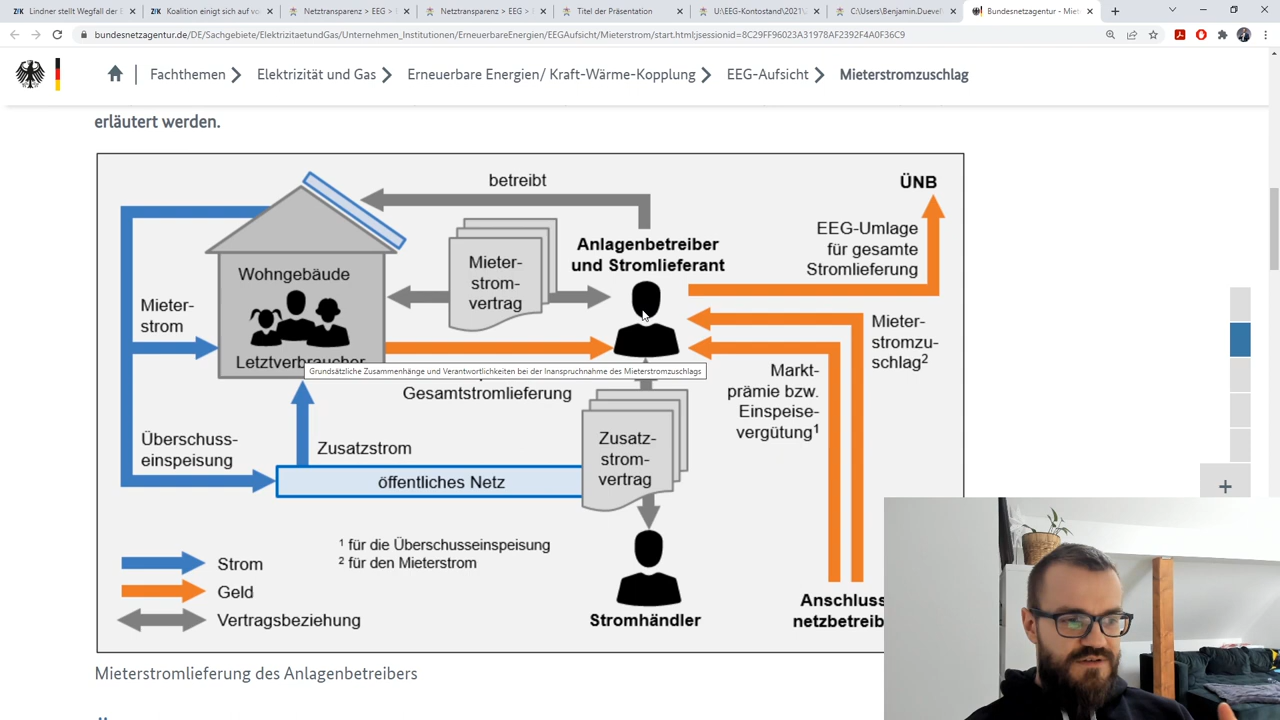 Lindner stellt Wegfall der E
Koalition einigt sich auf vo
Netztransparenz > EEG > I
Netztransparenz > EEG > 
Titel der Präsentation
U:\EEG-Kontostand\2021\
C:\Users\Benjamin.Duevel\
Bundesnetzagentur - Miet
bundesnetzagentur.de/DE/Sachgebiete/ElektrizitaetundGas/Unternehmen_Institutionen/ErneuerbareEnergien/EEGAufsicht/Mieterstrom/start.html;jsessionid=8C29FF96023A31978AF2392F4A0F36C9
Fachthemen
Elektrizität und Gas
Erneuerbare Energien/ Kraft-Wärme-Kopplung
EEG-Aufsicht
Mieterstromzuschlag
erläutert werden.
betreibt
ÜNB
Anlagenbetreiber
und Stromlieferant
EEG-Umlage
für gesamte
Stromlieferung
Wohngebäude
Mieter-
strom-
vertrag
Mieter-
strom
Letztverbraucher
Mieter-
stromzu-
schlag²
Grundsätzliche Zusammenhänge und Verantwortlichkeiten bei der Inanspruchnahme des Mieterstromzuschlags
Gesamtstromlieferung
Markt-
prämie bzw.
Einspeise-
vergütung¹
Überschuss-
einspeisung
Zusatzstrom
Zusatz-
strom-
vertrag
öffentliches Netz
¹ für die Überschusseinspeisung
² für den Mieterstrom
Strom
Geld
Vertragsbeziehung
Stromhändler
Anschluss
netzbetreib
Mieterstromlieferung des Anlagenbetreibers